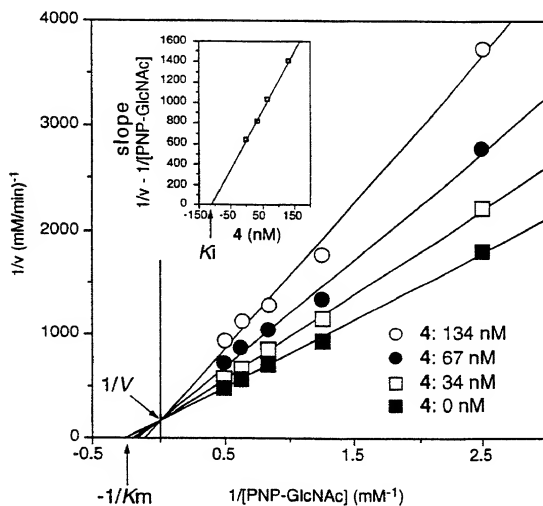 4000
3000
2000
1000
0
1/v (mM/min)-1
-0.5
0.5
1.5
2.5
1/[PNP-GlcNAc] (mM-1)
1/V
-1/Km
1600
1400
1200
1000
800
600
400
200
0
slope
1/v - 1/[PNP-GlcNAc]
-150
-50
50
150
4 (nM)
Ki
4: 134 nM
4: 67 nM
4: 34 nM
4: 0 nM